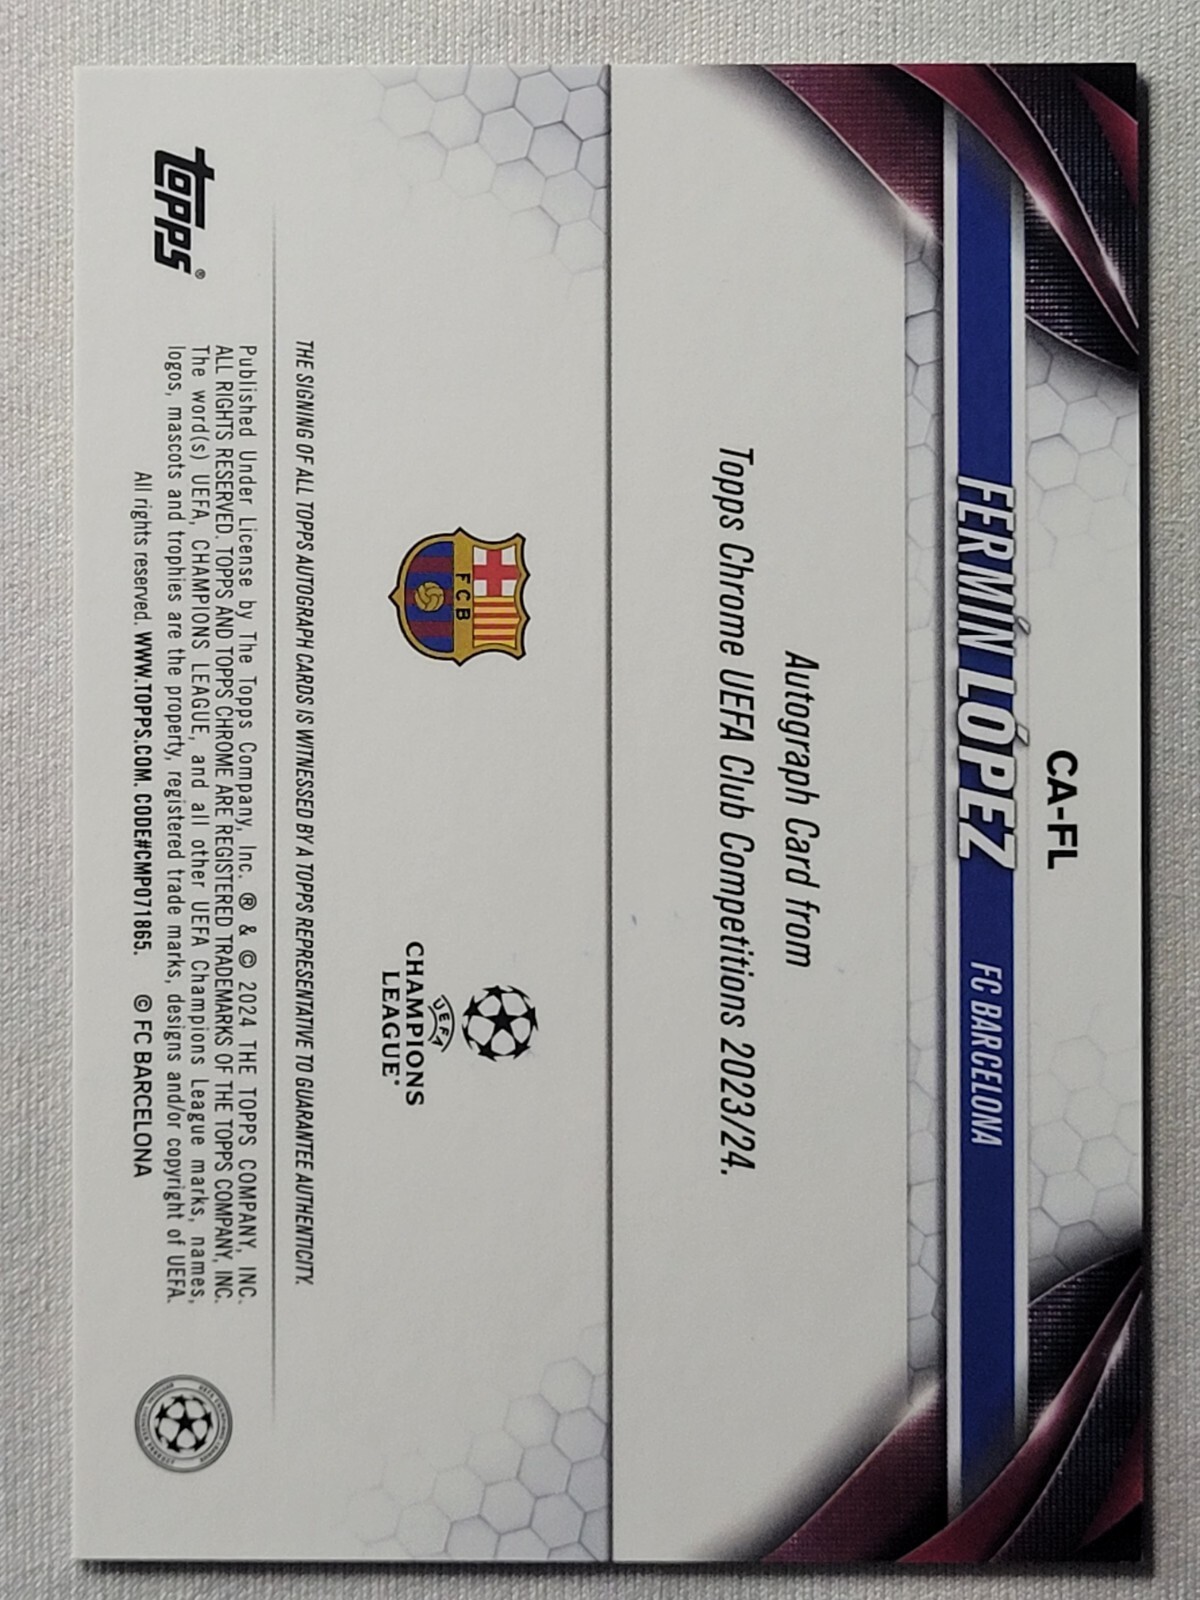 CA-FL
FERMÍN LÓPEZ FC BARCELONA
Autograph Card from
Topps Chrome UEFA Club Competitions 2023/24.
FCB
UEFA
CHAMPIONS
LEAGUE®
THE SIGNING OF ALL TOPPS AUTOGRAPH CARDS IS WITNESSED BY A TOPPS REPRESENTATIVE TO GUARANTEE AUTHENTICITY.
topps®
Published Under License by The Topps Company, Inc. ® & © 2024 THE TOPPS COMPANY, INC.
ALL RIGHTS RESERVED. TOPPS AND TOPPS CHROME ARE REGISTERED TRADEMARKS OF THE TOPPS COMPANY, INC.
The word(s) UEFA, CHAMPIONS LEAGUE, and all other UEFA Champions League marks, names,
logos, mascots and trophies are the property, registered trade marks, designs and/or copyright of UEFA.
All rights reserved. WWW.TOPPS.COM. CODE#CMP071865. © FC BARCELONA